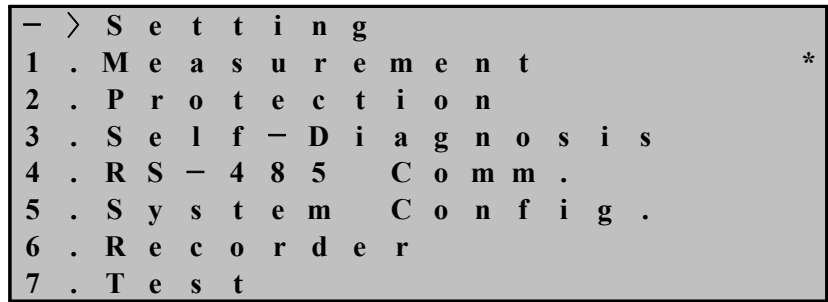 -> Setting
1.Measurement *
2.Protection
3.Self-Diagnosis
4.RS-485 Comm.
5.System Config.
6.Recorder
7.Test